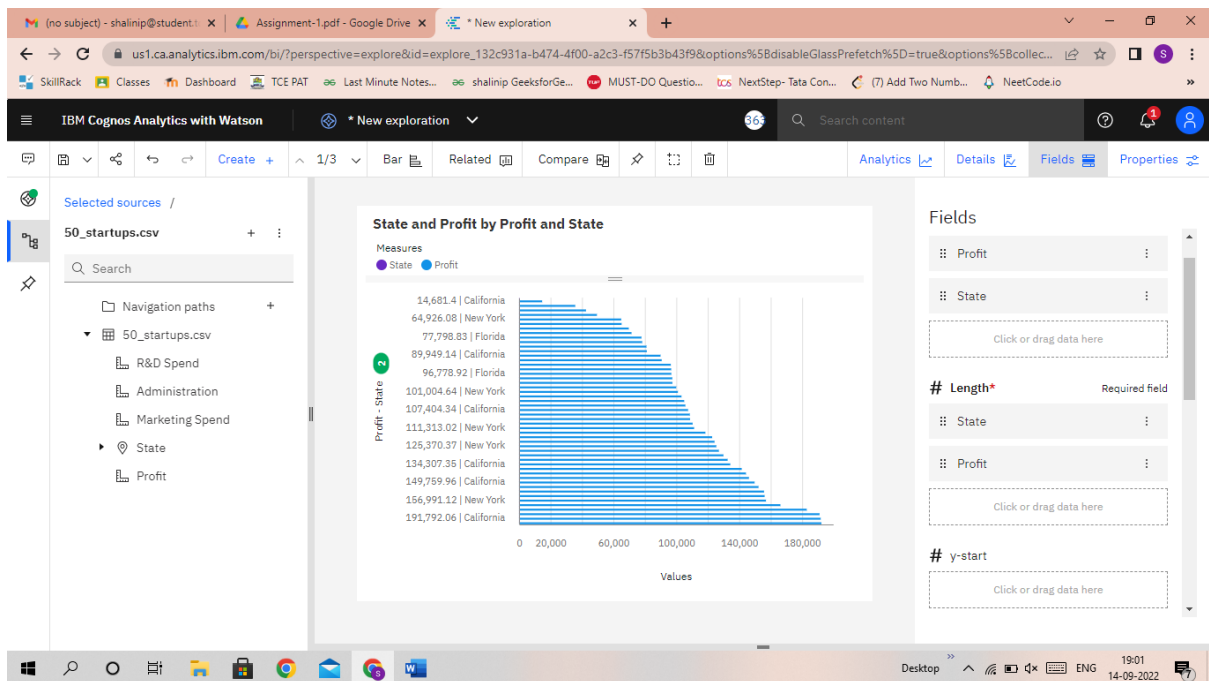 (no subject) - shalinip@student.t
Assignment-1.pdf - Google Drive
* New exploration
us1.ca.analytics.ibm.com/bi/?perspective=explore&id=explore_132c931a-b474-4f00-a2c3-f57f5b3b43f9&options%5BdisableGlassPrefetch%5D=true&options%5Bcollec...
S
SkillRack
Classes
Dashboard
TCE PAT
Last Minute Notes...
shalinip GeeksforGe...
MUST-DO Questio...
NextStep- Tata Con...
(7) Add Two Numb...
NeetCode.io
»
IBM Cognos Analytics with Watson
* New exploration
363
Search content
1
Create +
1/3
Bar
Related
Compare
Analytics
Details
Fields
Properties
Selected sources /
50_startups.csv
Search
Navigation paths
50_startups.csv
R&D Spend
Administration
Marketing Spend
State
Profit
State and Profit by Profit and State
Measures
State
Profit
14,681.4 | California
64,926.08 | New York
77,798.83 | Florida
89,949.14 | California
96,778.92 | Florida
101,004.64 | New York
107,404.34 | California
111,313.02 | New York
125,370.37 | New York
134,307.35 | California
149,759.96 | California
156,991.12 | New York
191,792.06 | California
Profit - State
2
0 20,000 60,000 100,000 140,000 180,000
Values
Fields
Profit
State
Click or drag data here
# Length* Required field
State
Profit
Click or drag data here
# y-start
Click or drag data here
Desktop
»
ENG
19:01
14-09-2022
7